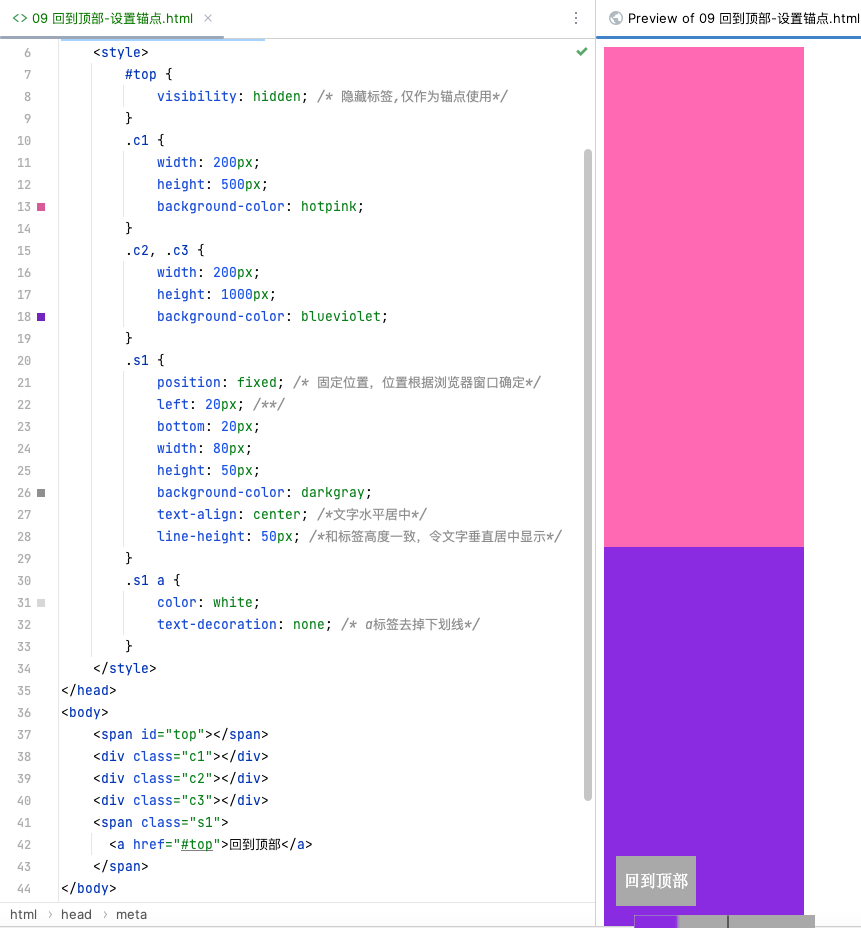 <> 09 回到顶部-设置锚点.html ×
Preview of 09 回到顶部-设置锚点.html
6 <style>
7 #top {
8 visibility: hidden; /* 隐藏标签,仅作为锚点使用*/
9 }
10 .c1 {
11 width: 200px;
12 height: 500px;
13 background-color: hotpink;
14 }
15 .c2, .c3 {
16 width: 200px;
17 height: 1000px;
18 background-color: blueviolet;
19 }
20 .s1 {
21 position: fixed; /* 固定位置，位置根据浏览器窗口确定*/
22 left: 20px; /**/
23 bottom: 20px;
24 width: 80px;
25 height: 50px;
26 background-color: darkgray;
27 text-align: center; /*文字水平居中*/
28 line-height: 50px; /*和标签高度一致，令文字垂直居中显示*/
29 }
30 .s1 a {
31 color: white;
32 text-decoration: none; /* a标签去掉下划线*/
33 }
34 </style>
35 </head>
36 <body>
37 <span id="top"></span>
38 <div class="c1"></div>
39 <div class="c2"></div>
40 <div class="c3"></div>
41 <span class="s1">
42 <a href="#top">回到顶部</a>
43 </span>
44 </body>
html › head › meta
回到顶部